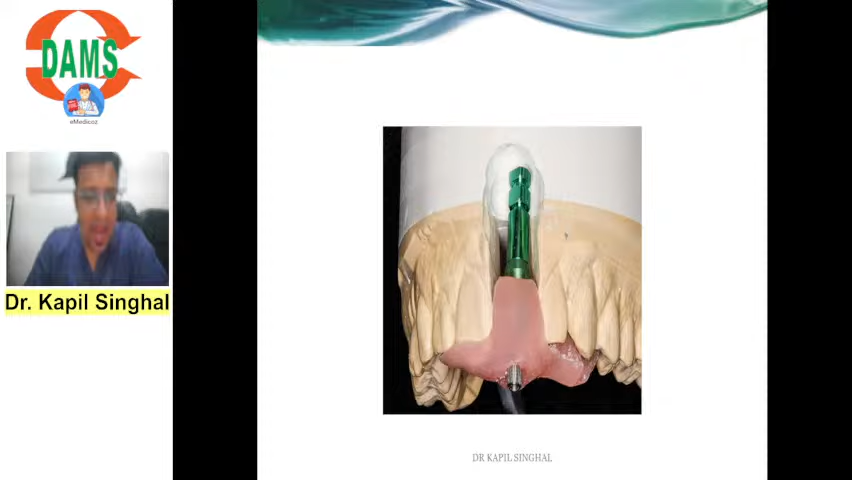 DAMS
eMedicoz
Dr. Kapil Singhal
DR KAPIL SINGHAL